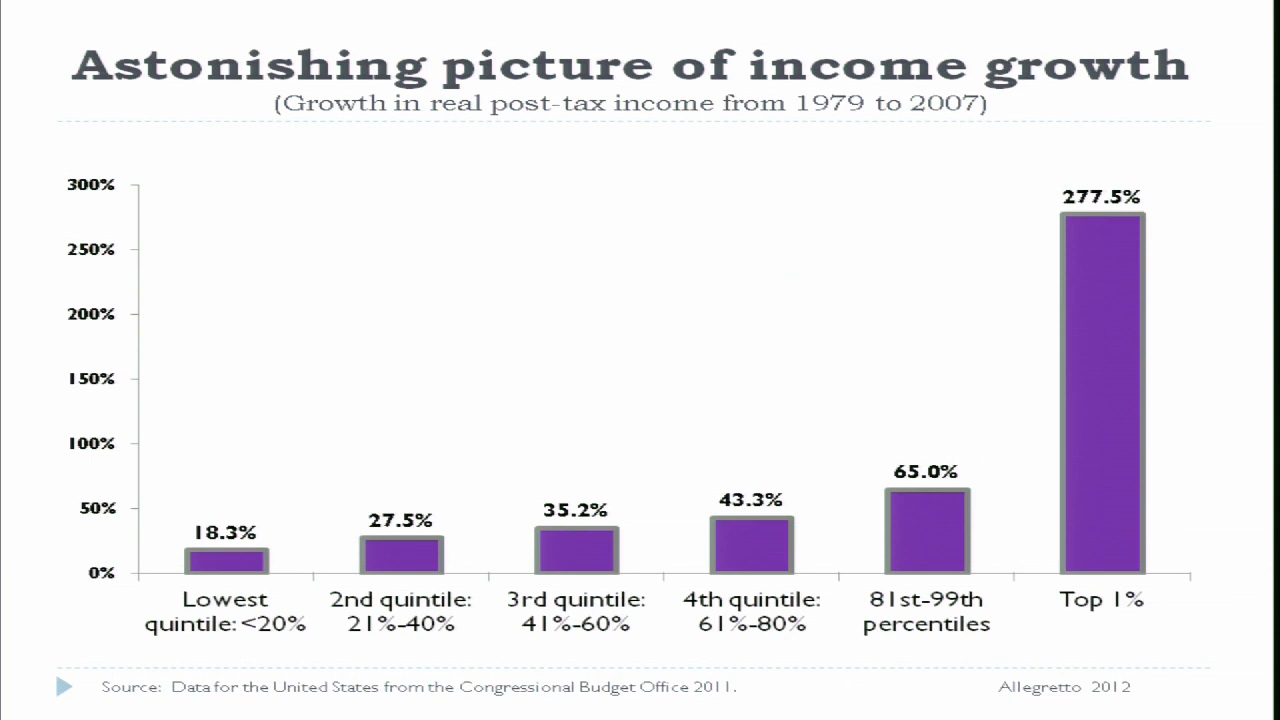 Astonishing picture of income growth
(Growth in real post-tax income from 1979 to 2007)
300%
250%
200%
150%
100%
50%
0%
18.3%
27.5%
35.2%
43.3%
65.0%
277.5%
Lowest
quintile: <20%
2nd quintile:
21%-40%
3rd quintile:
41%-60%
4th quintile:
61%-80%
81st-99th
percentiles
Top 1%
Source: Data for the United States from the Congressional Budget Office 2011.
Allegretto 2012